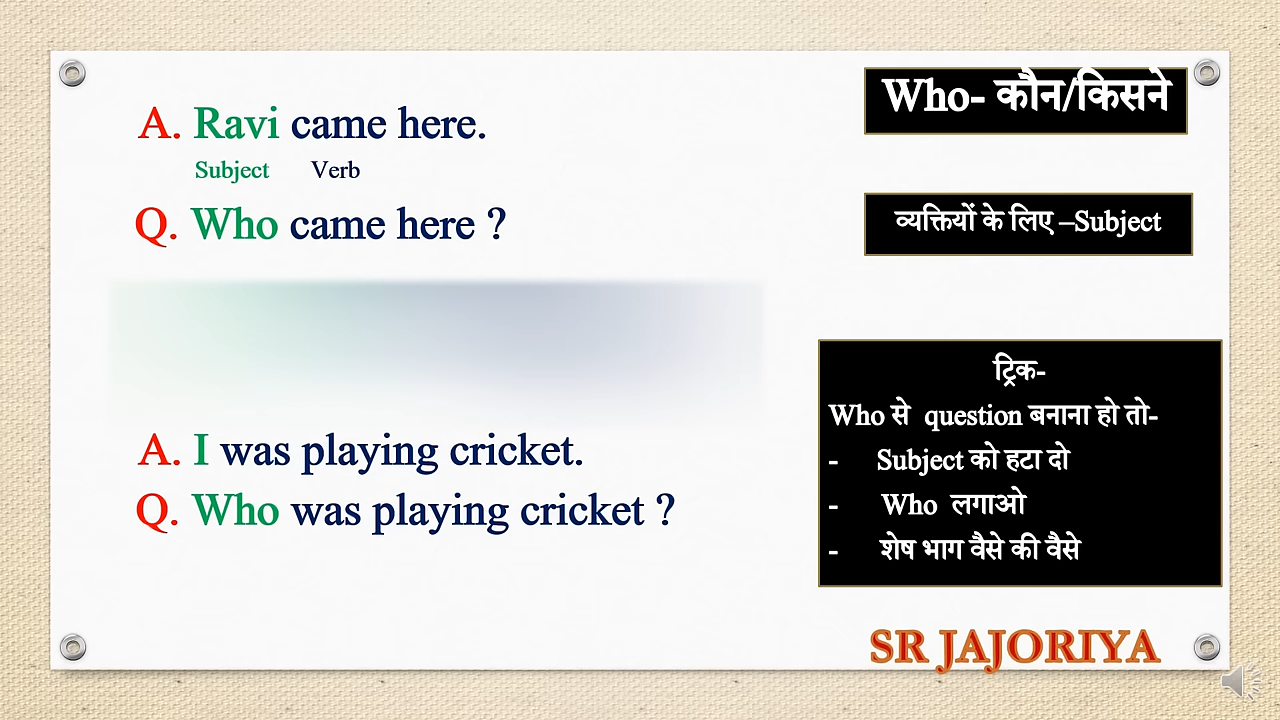 A. Ravi came here.
Subject Verb
Q. Who came here ?
A. I was playing cricket.
Q. Who was playing cricket ?
Who- कौन/किसने
व्यक्तियों के लिए –Subject
ट्रिक-
Who से question बनाना हो तो-
- Subject को हटा दो
- Who लगाओ
- शेष भाग वैसे की वैसे
SR JAJORIYA